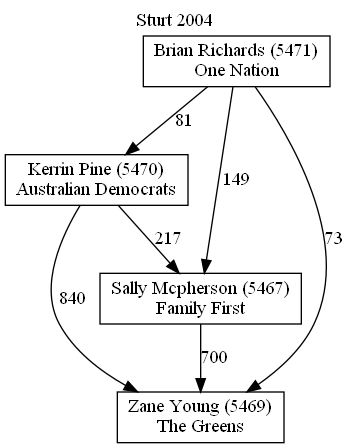 Sturt 2004
Brian Richards (5471)
One Nation
81
149
73
Kerrin Pine (5470)
Australian Democrats
217
840
Sally Mcpherson (5467)
Family First
700
Zane Young (5469)
The Greens